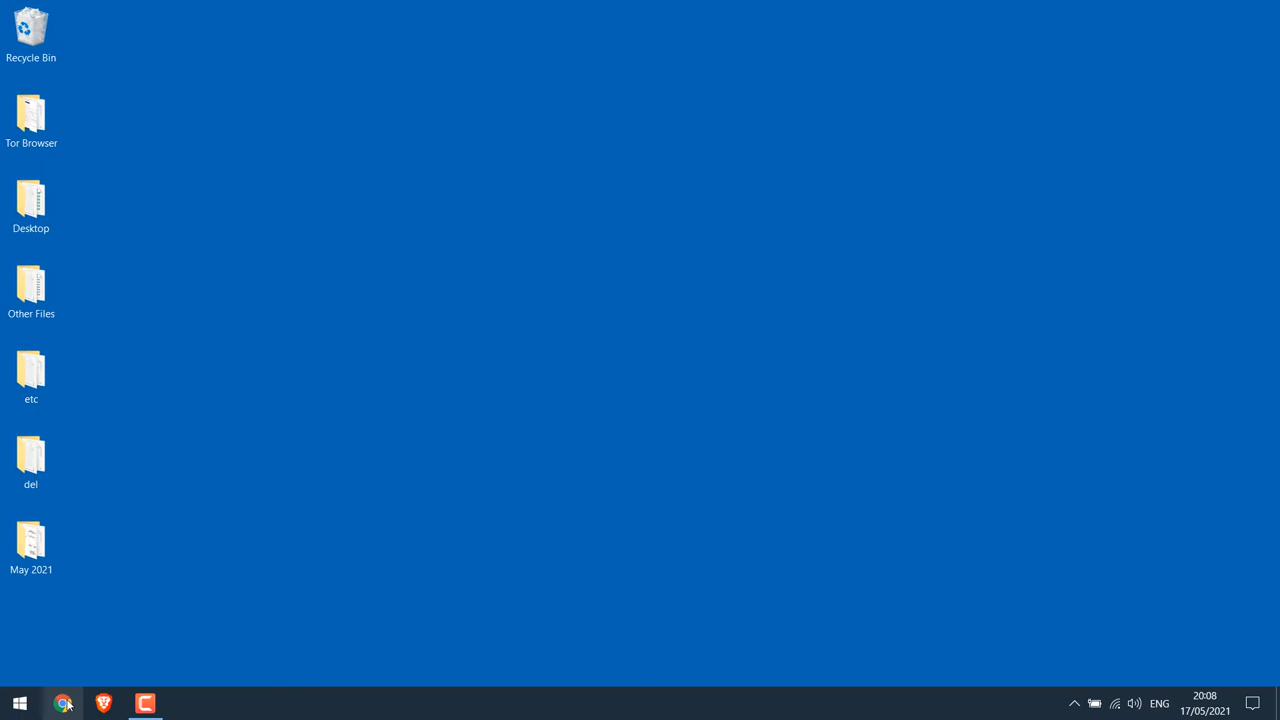 Recycle Bin
Tor Browser
Desktop
Other Files
etc
del
May 2021
ENG
20:08
17/05/2021